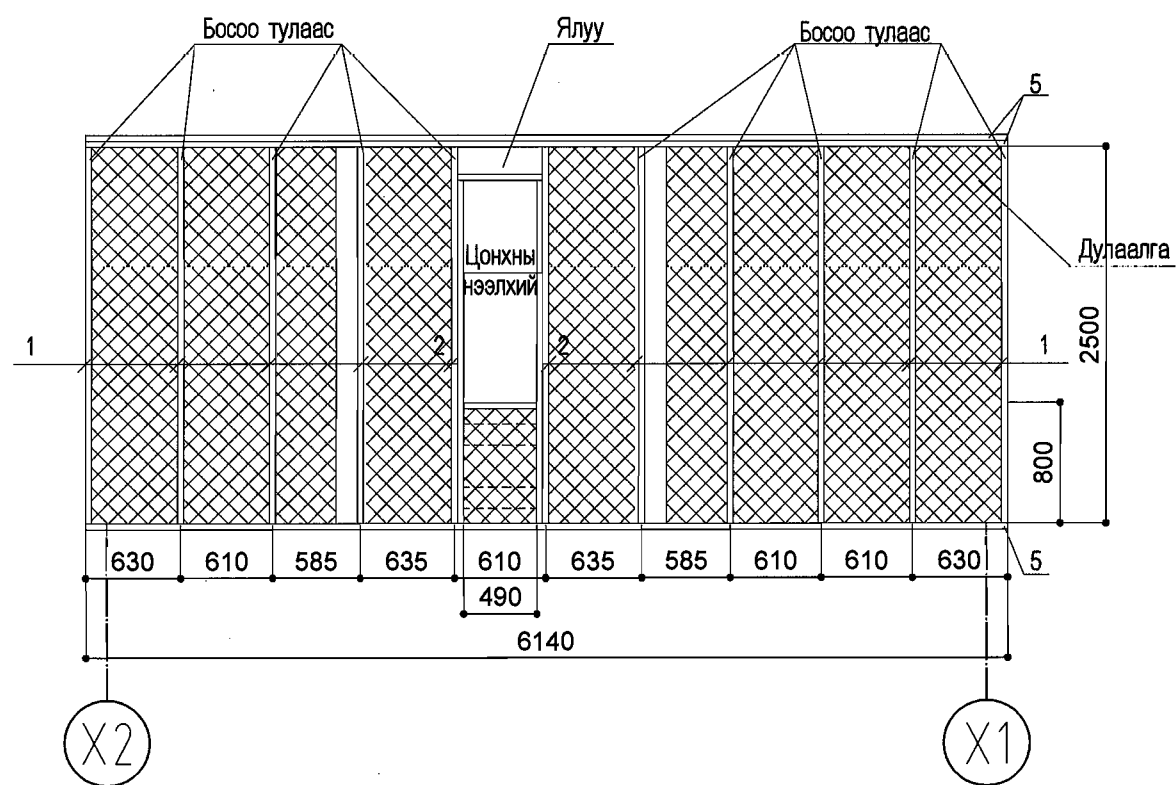 Босоо тулаас
Ялуу
Босоо тулаас
5
Цонхны
нээлхий
Дулаалга
1
2
2
1
2500
800
630
610
585
635
610
635
585
610
610
630
5
490
6140
X2
X1